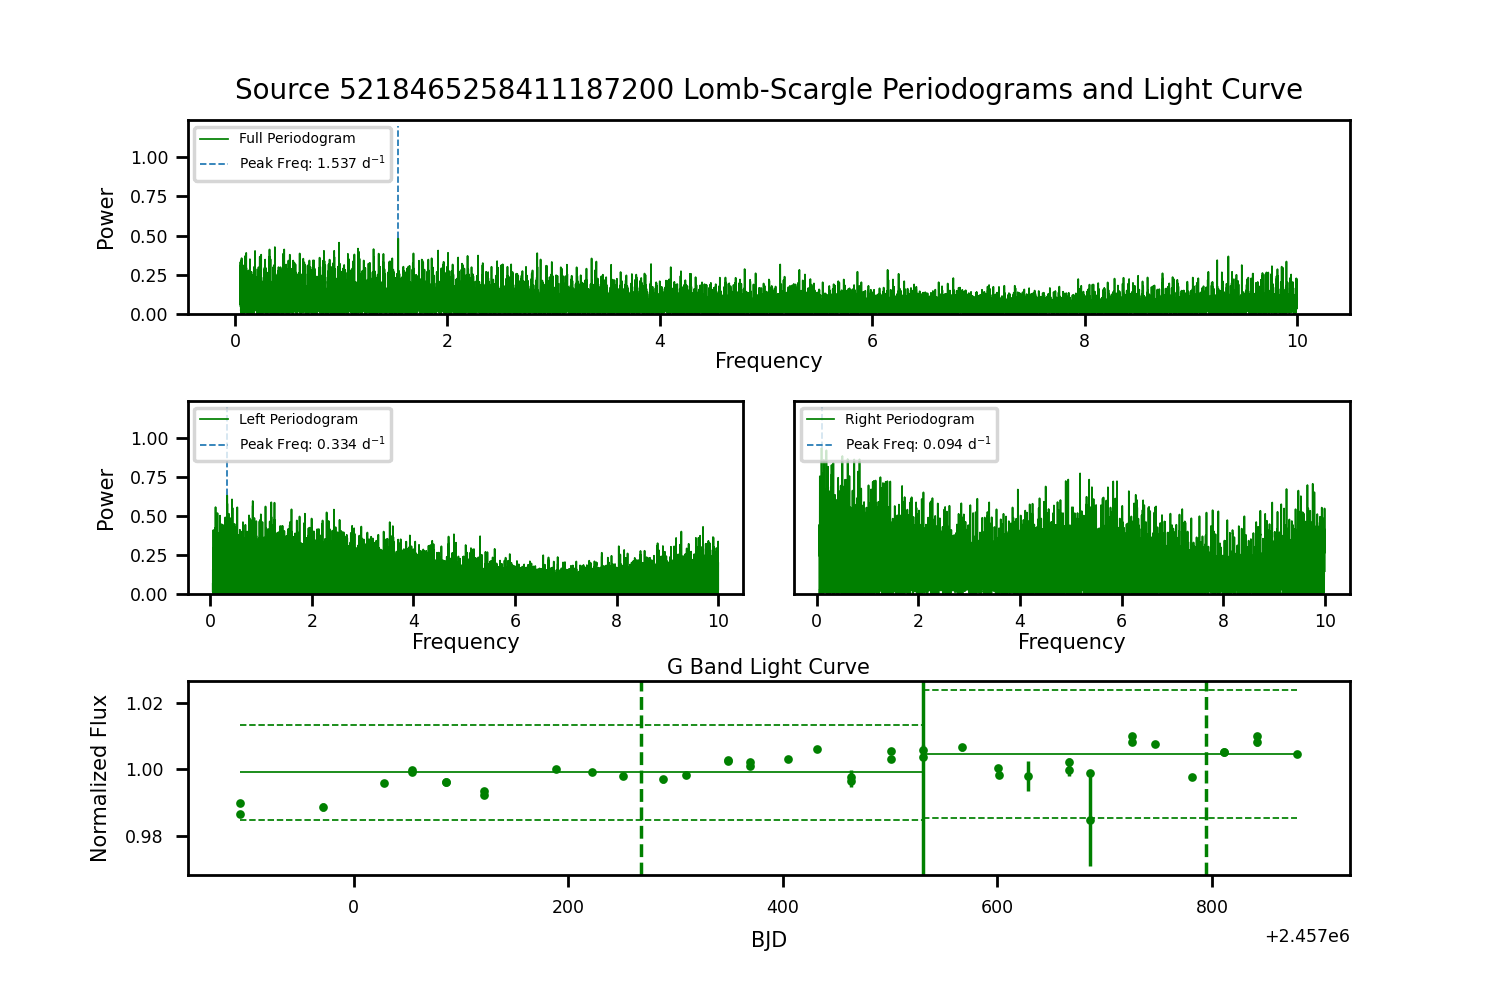 Source 5218465258411187200 Lomb-Scargle Periodograms and Light Curve
Full Periodogram
Peak Freq: 1.537 d⁻¹
Power
1.00
0.75
0.50
0.25
0.00
0 2 4 6 8 10
Frequency
Left Periodogram
Peak Freq: 0.334 d⁻¹
Power
1.00
0.75
0.50
0.25
0.00
0 2 4 6 8 10
Frequency
Right Periodogram
Peak Freq: 0.094 d⁻¹
0 2 4 6 8 10
Frequency
G Band Light Curve
Normalized Flux
1.02
1.00
0.98
0 200 400 600 800
BJD
+2.457e6